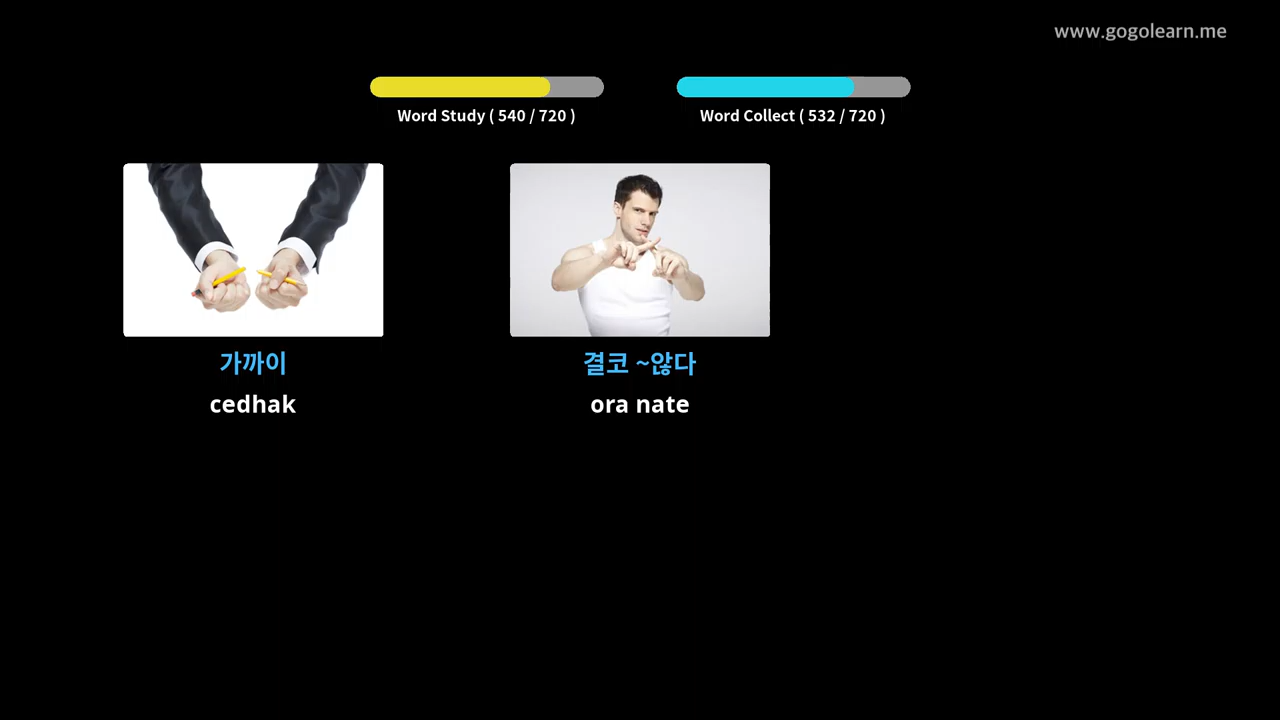 www.gogolearn.me
Word Study ( 540 / 720 )
Word Collect ( 532 / 720 )
가까이
cedhak
결코 ~않다
ora nate